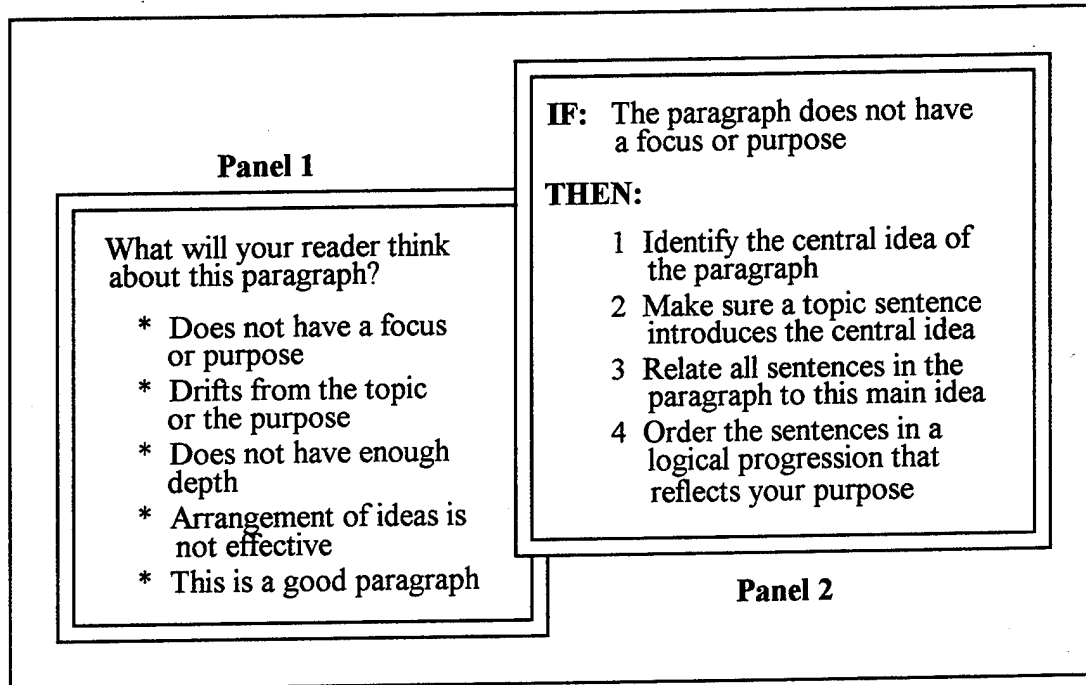 Panel 1
What will your reader think
about this paragraph?
* Does not have a focus
or purpose
* Drifts from the topic
or the purpose
* Does not have enough
depth
* Arrangement of ideas is
not effective
* This is a good paragraph
IF: The paragraph does not have
a focus or purpose
THEN:
1 Identify the central idea of
the paragraph
2 Make sure a topic sentence
introduces the central idea
3 Relate all sentences in the
paragraph to this main idea
4 Order the sentences in a
logical progression that
reflects your purpose
Panel 2